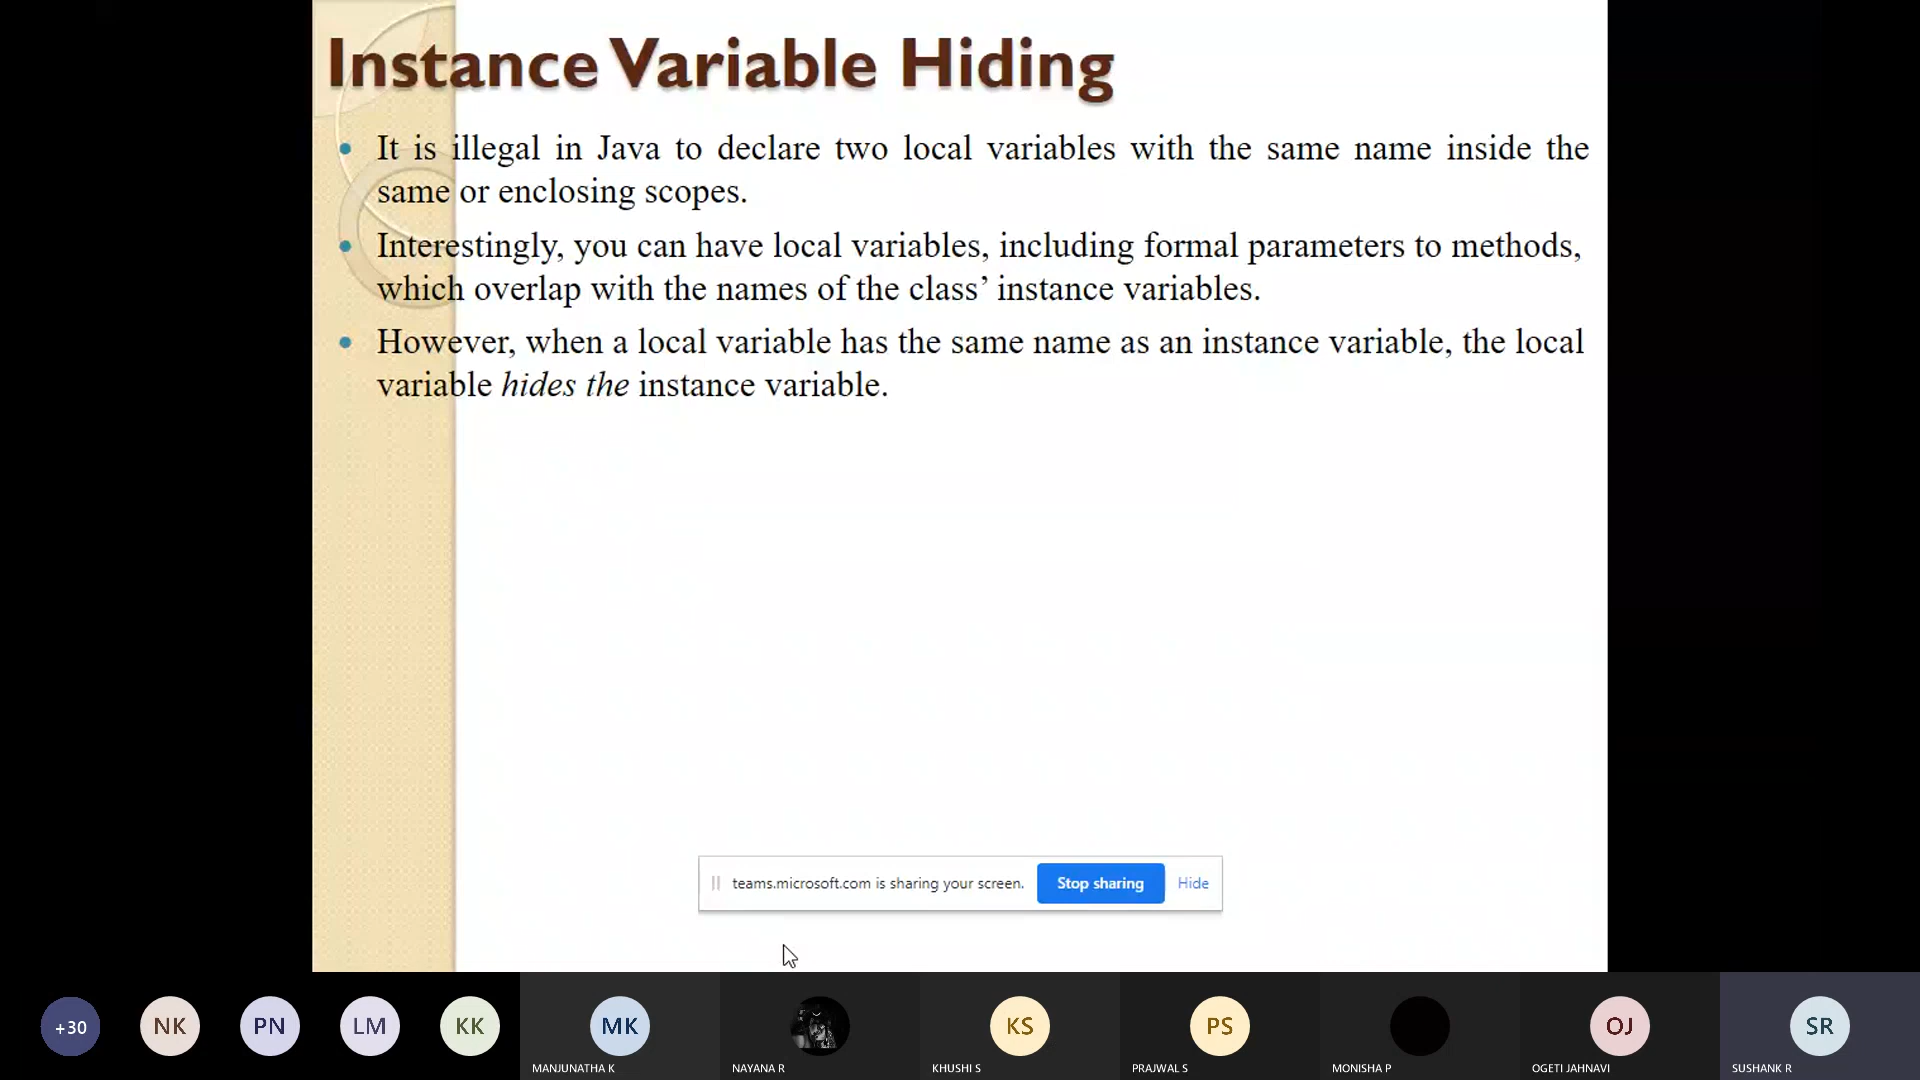 Instance Variable Hiding
• It is illegal in Java to declare two local variables with the same name inside the
same or enclosing scopes.
• Interestingly, you can have local variables, including formal parameters to methods,
which overlap with the names of the class’ instance variables.
• However, when a local variable has the same name as an instance variable, the local
variable hides the instance variable.
teams.microsoft.com is sharing your screen. Stop sharing Hide
+30 NK PN LM KK MK KS PS OJ SR
MANJUNATHA K NAYANA R KHUSHI S PRAJWAL S MONISHA P OGETI JAHNAVI SUSHANK R